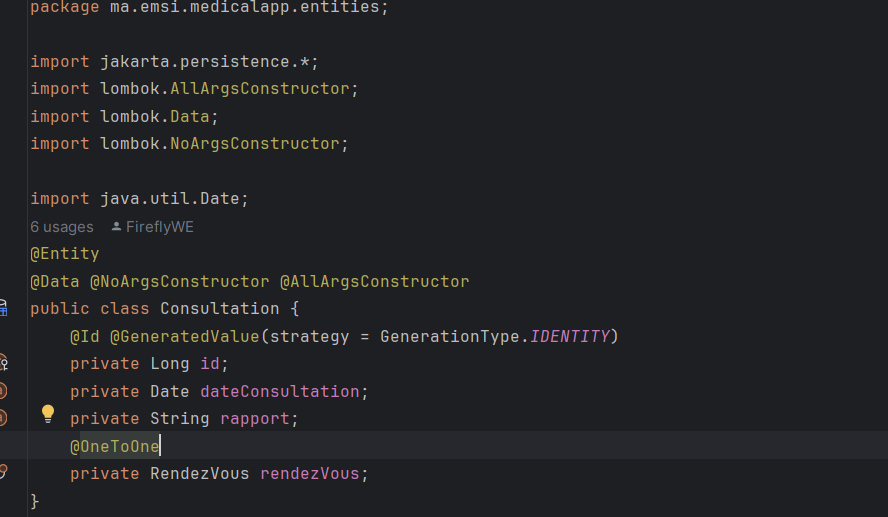 package ma.emsi.medicalapp.entities;
import jakarta.persistence.*;
import lombok.AllArgsConstructor;
import lombok.Data;
import lombok.NoArgsConstructor;
import java.util.Date;
6 usages FireflyWE
@Entity
@Data @NoArgsConstructor @AllArgsConstructor
public class Consultation {
@Id @GeneratedValue(strategy = GenerationType.IDENTITY)
private Long id;
private Date dateConsultation;
private String rapport;
@OneToOne
private RendezVous rendezVous;
}